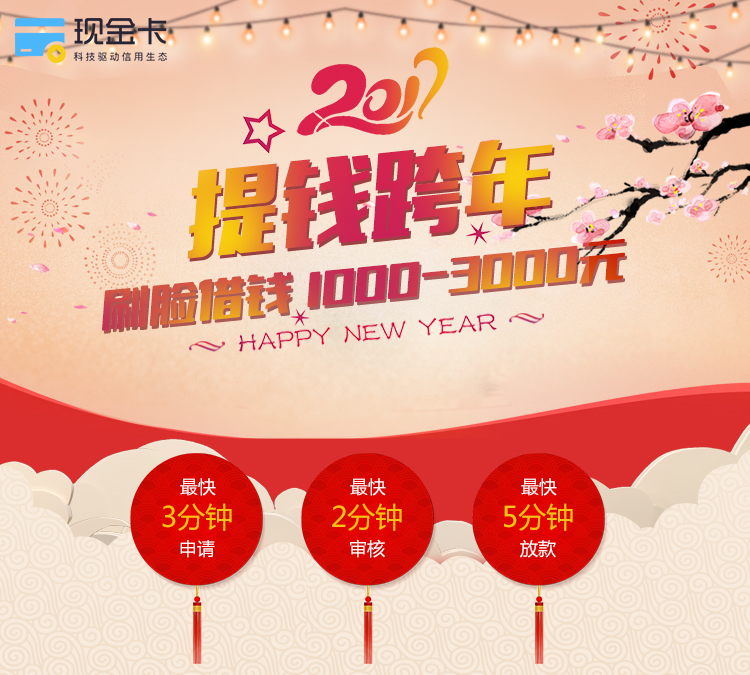 现金卡
科技驱动信用生态
2017
提钱跨年
刷脸借钱 1000-3000元
HAPPY NEW YEAR
最快
3分钟
申请
最快
2分钟
审核
最快
5分钟
放款